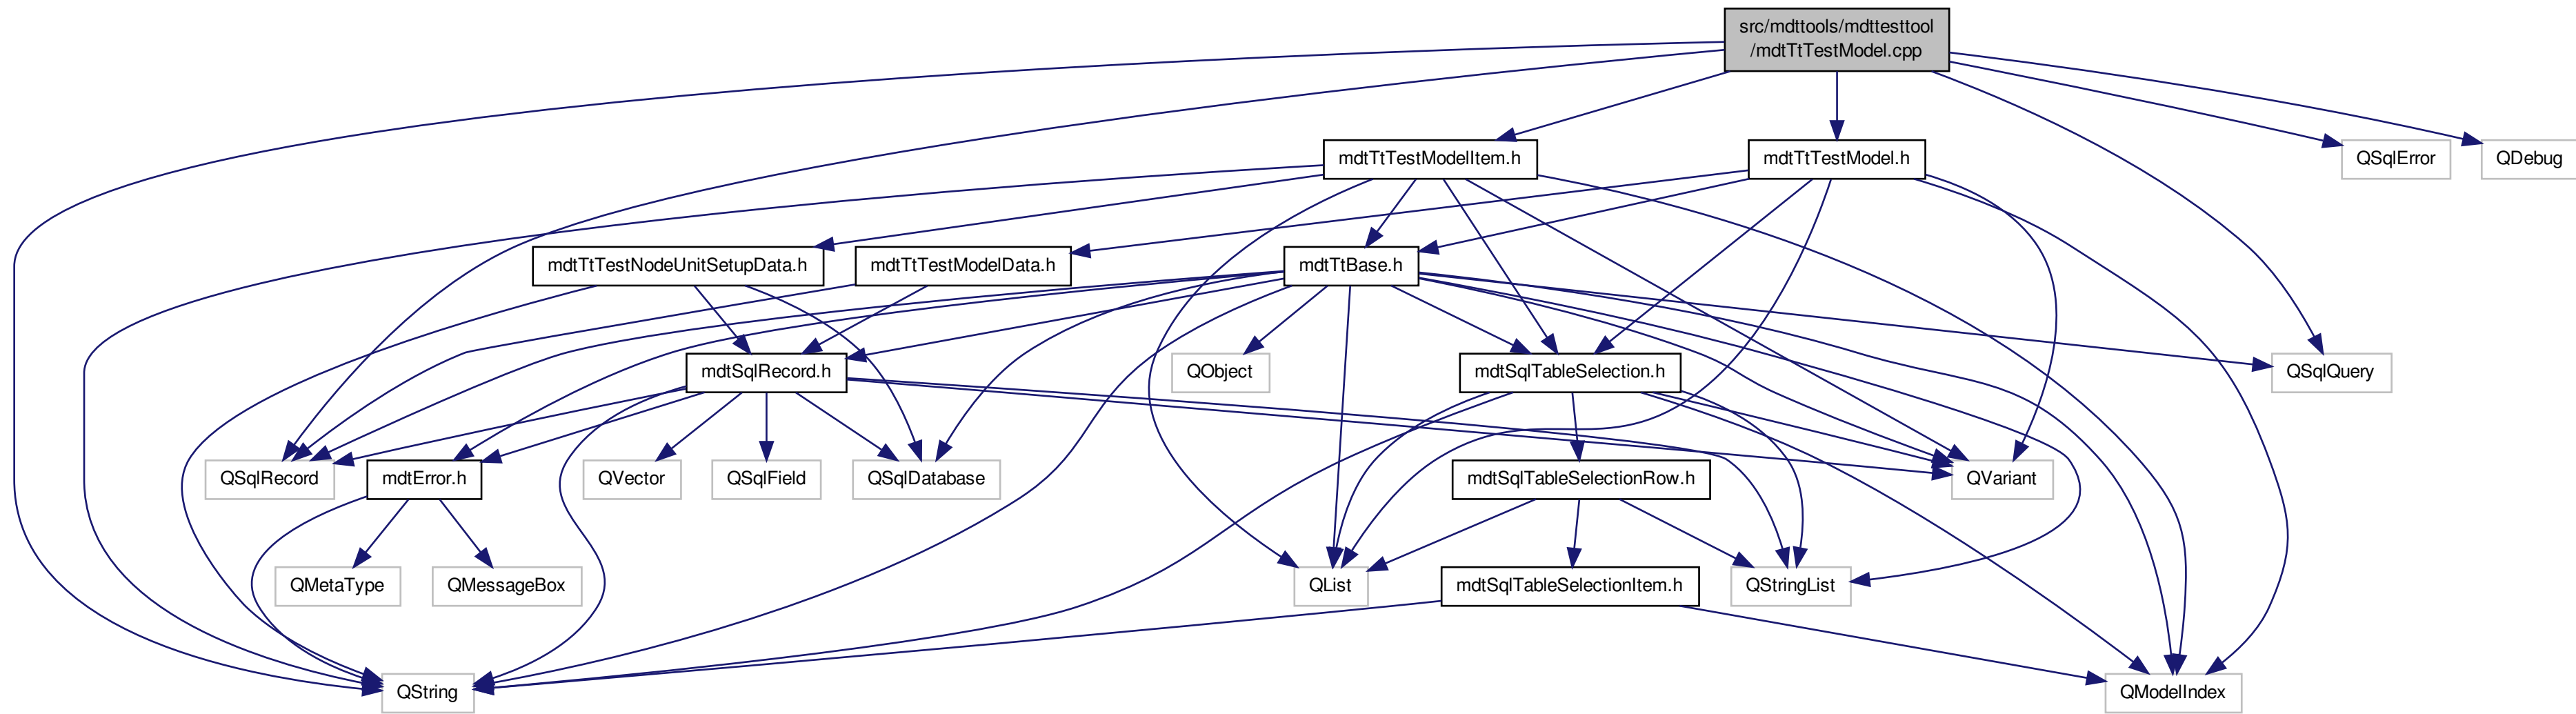 src/mdttools/mdttesttool
/mdtTtTestModel.cpp
mdtTtTestModelItem.h
mdtTtTestModel.h
QSqlError
QDebug
mdtTtTestNodeUnitSetupData.h
mdtTtTestModelData.h
mdtTtBase.h
mdtSqlRecord.h
QObject
mdtSqlTableSelection.h
QSqlQuery
QSqlRecord
mdtError.h
QVector
QSqlField
QSqlDatabase
mdtSqlTableSelectionRow.h
QVariant
QMetaType
QMessageBox
QList
mdtSqlTableSelectionItem.h
QStringList
QString
QModelIndex